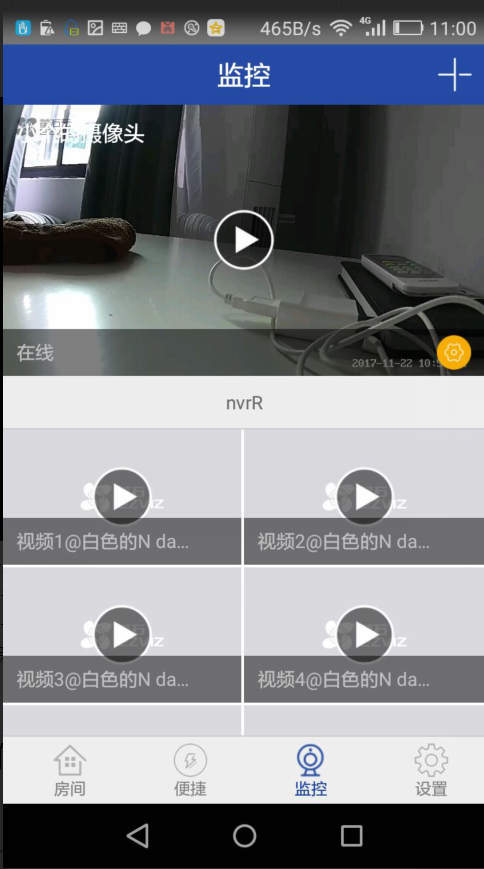 465B/s 4G 11:00
监控
摄像头
在线
2017-11-22
nvrR
视频1@白色的N da...
视频2@白色的N da...
视频3@白色的N da...
视频4@白色的N da...
房间
便捷
监控
设置